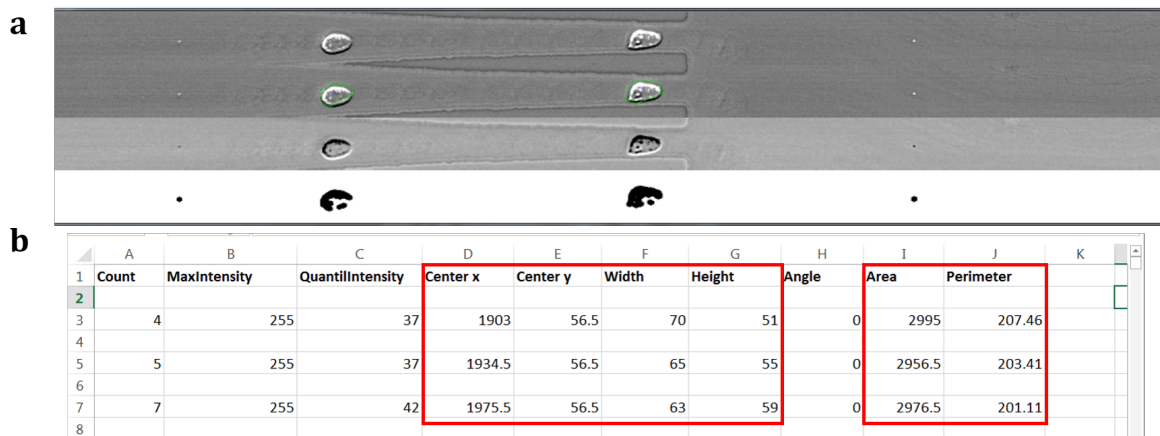 a
b
A B C D E F G H I J K
1 Count MaxIntensity QuantilIntensity Center x Center y Width Height Angle Area Perimeter
2
3 4 255 37 1903 56.5 70 51 0 2995 207.46
4
5 5 255 37 1934.5 56.5 65 55 0 2956.5 203.41
6
7 7 255 42 1975.5 56.5 63 59 0 2976.5 201.11
8